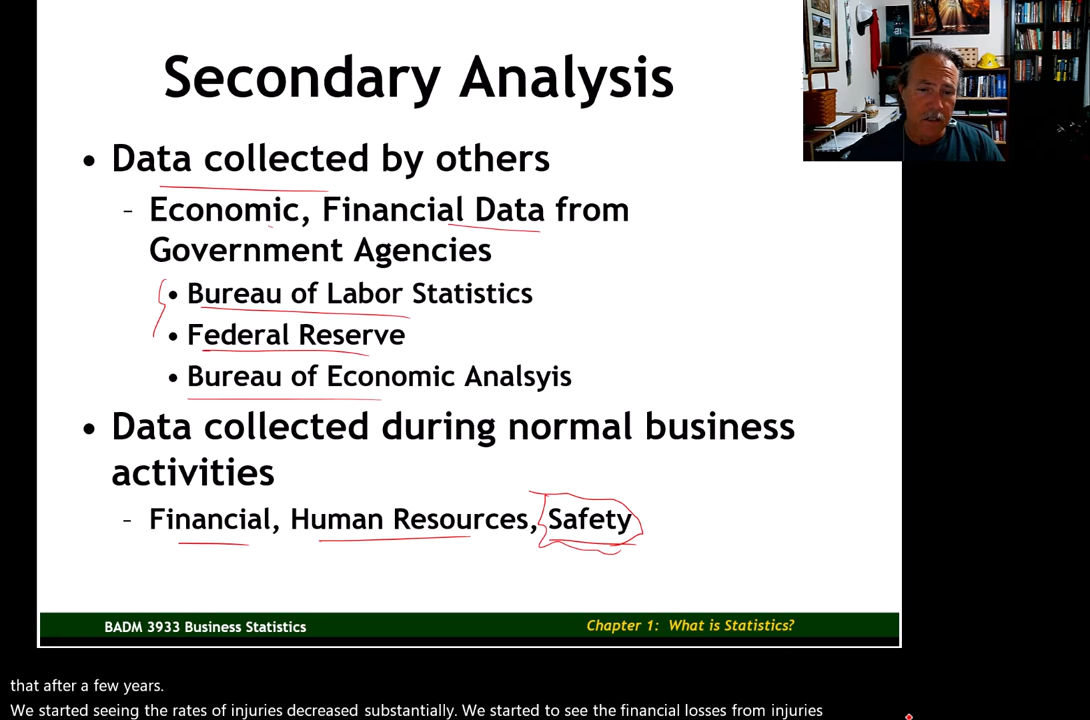 Secondary Analysis
• Data collected by others
– Economic, Financial Data from
Government Agencies
• Bureau of Labor Statistics
• Federal Reserve
• Bureau of Economic Analsyis
• Data collected during normal business
activities
– Financial, Human Resources, Safety
BADM 3933 Business Statistics
Chapter 1: What is Statistics?
that after a few years.
We started seeing the rates of injuries decreased substantially. We started to see the financial losses from injuries